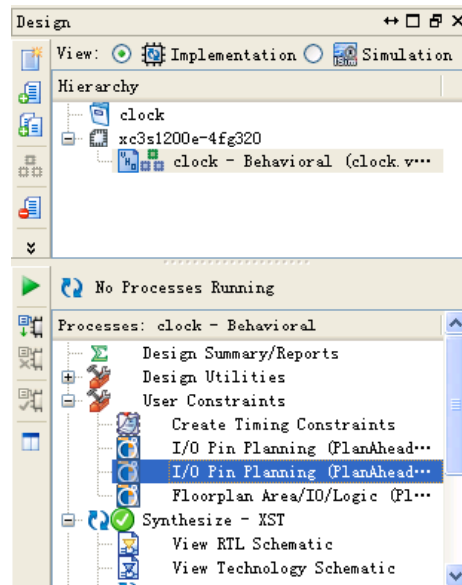 Design
View: Implementation Simulation
Hierarchy
clock
xc3s1200e-4fg320
clock - Behavioral (clock.v···
No Processes Running
Processes: clock - Behavioral
Design Summary/Reports
Design Utilities
User Constraints
Create Timing Constraints
I/O Pin Planning (PlanAhead···
I/O Pin Planning (PlanAhead···
Floorplan Area/IO/Logic (Pl···
Synthesize - XST
View RTL Schematic
View Technology Schematic